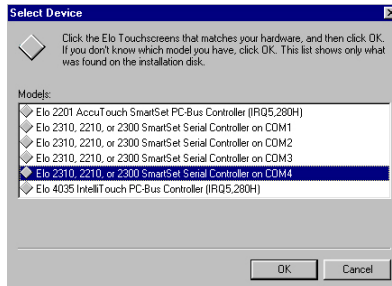 Select Device
Click the Elo Touchscreens that matches your hardware, and then click OK.
If you don't know which model you have, click OK. This list shows only what
was found on the installation disk.
Models:
Elo 2201 AccuTouch SmartSet PC-Bus Controller (IRQ5,280H)
Elo 2310, 2210, or 2300 SmartSet Serial Controller on COM1
Elo 2310, 2210, or 2300 SmartSet Serial Controller on COM2
Elo 2310, 2210, or 2300 SmartSet Serial Controller on COM3
Elo 2310, 2210, or 2300 SmartSet Serial Controller on COM4
Elo 4035 IntelliTouch PC-Bus Controller (IRQ5,280H)
OK Cancel